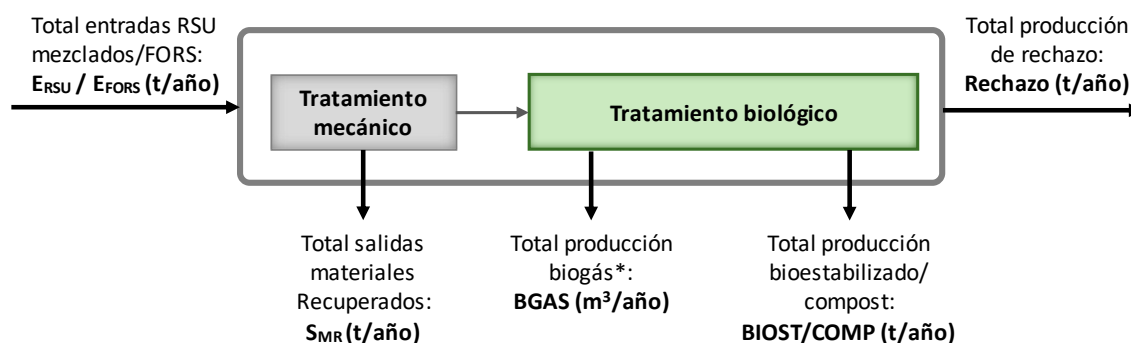 Total entradas RSU
mezclados/FORS:
ERSU / EFORS (t/año)
Tratamiento
mecánico
Tratamiento biológico
Total producción
de rechazo:
Rechazo (t/año)
Total salidas
materiales
Recuperados:
SMR (t/año)
Total producción
biogás*:
BGAS (m³/año)
Total producción
bioestabilizado/
compost:
BIOST/COMP (t/año)